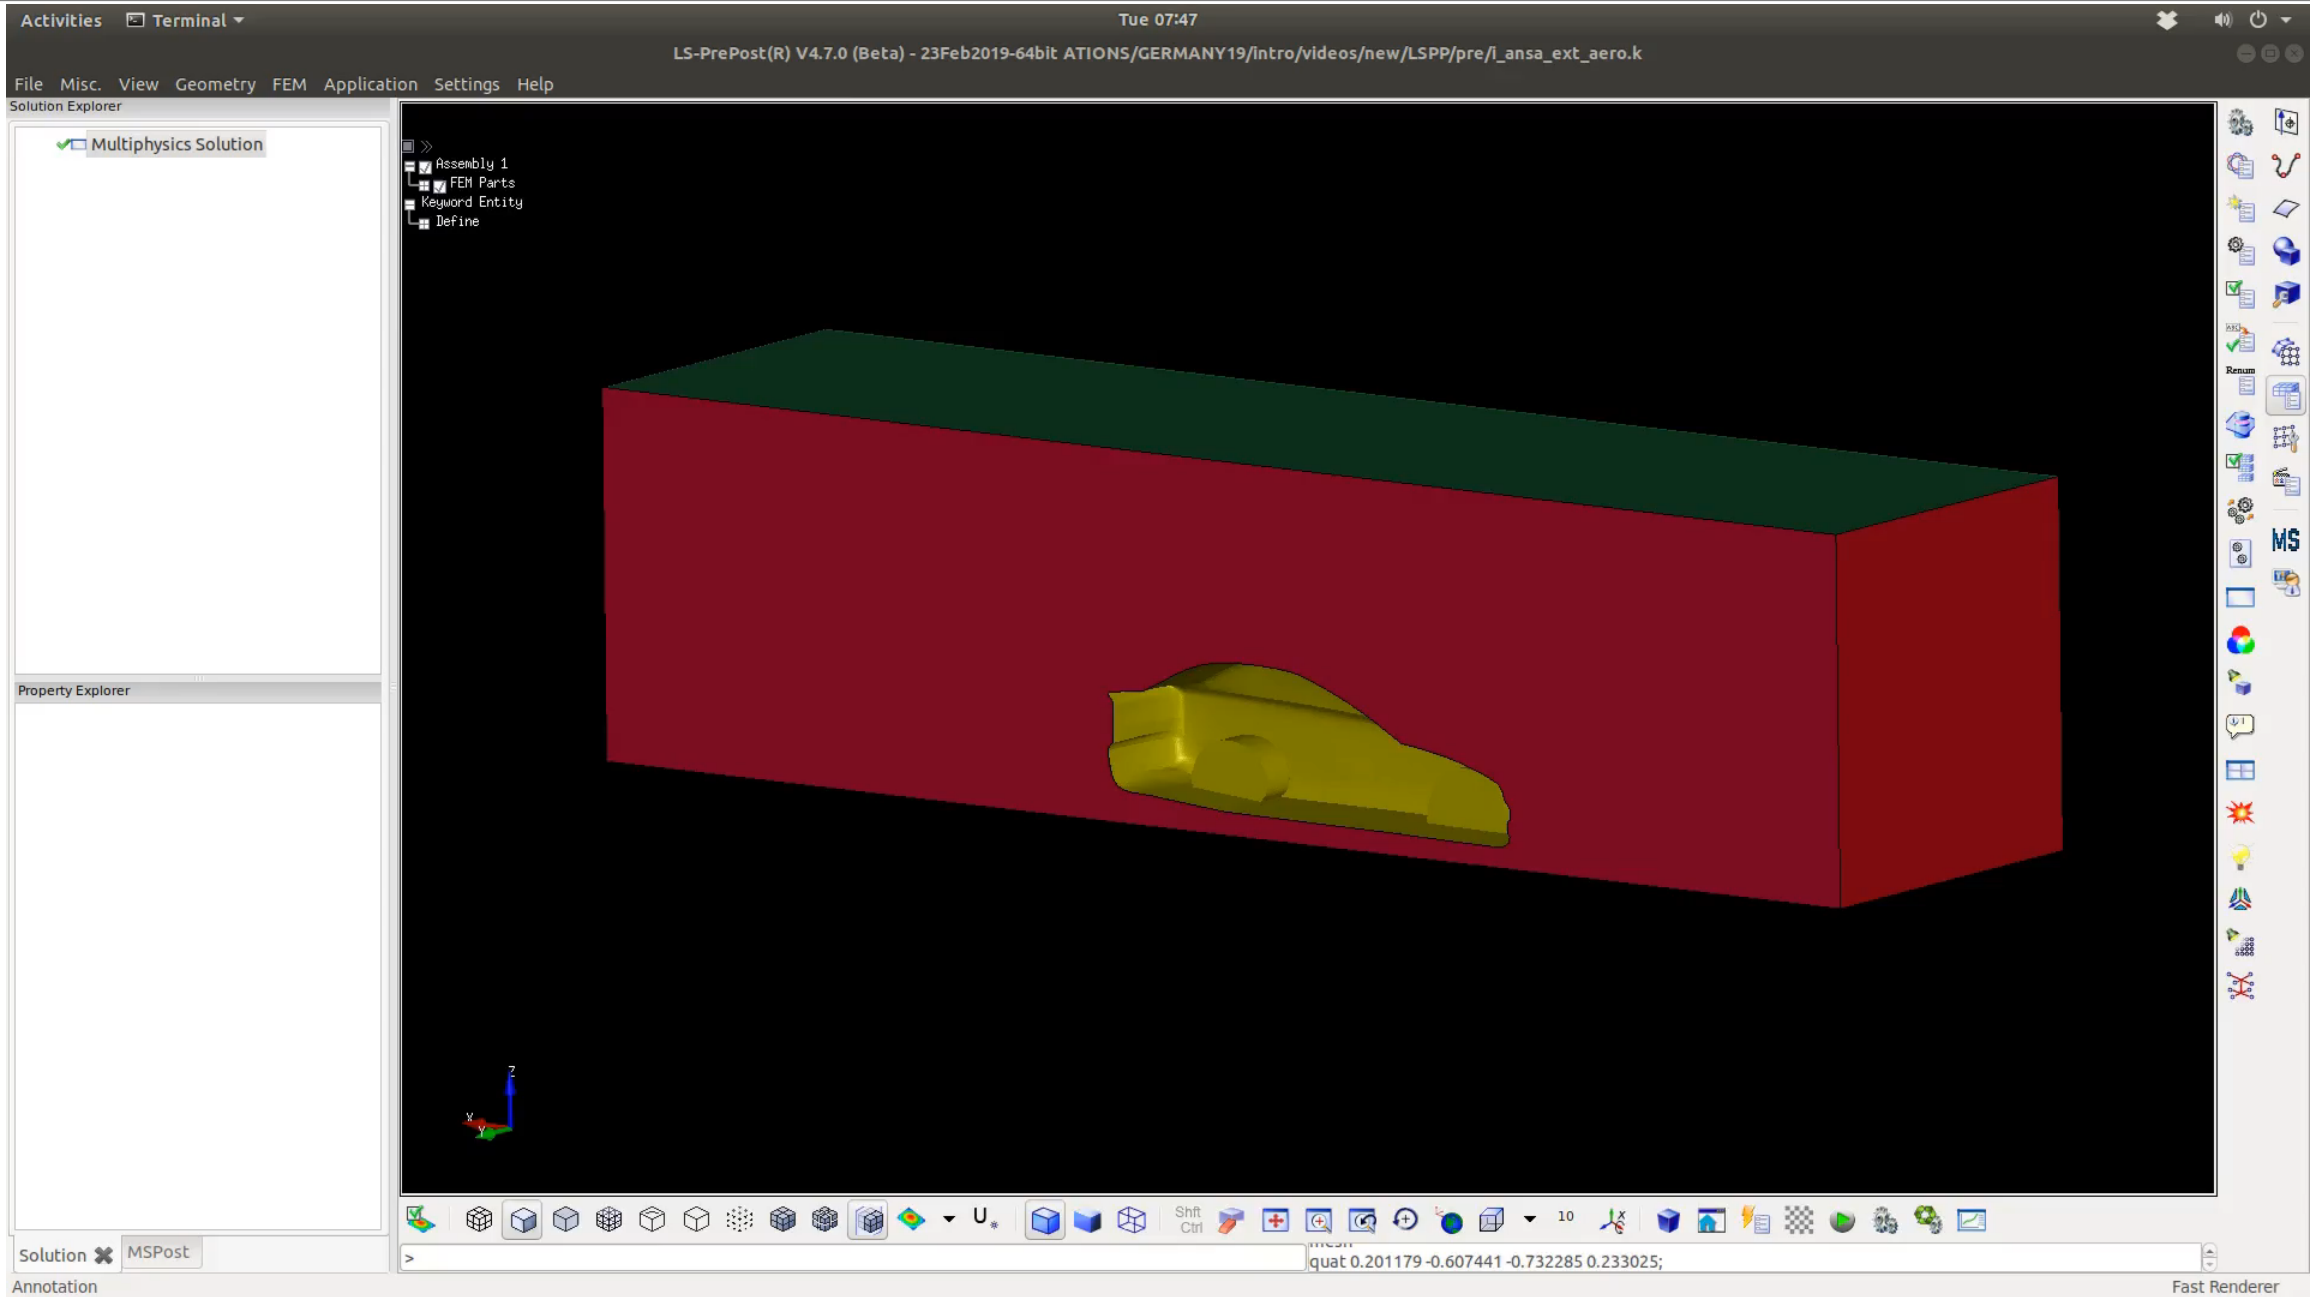 Activities Terminal Tue 07:47
LS-PrePost(R) V4.7.0 (Beta) - 23Feb2019-64bit ATIONS/GERMANY19/intro/videos/new/LSPP/pre/i_ansa_ext_aero.k
File Misc. View Geometry FEM Application Settings Help
Solution Explorer
Multiphysics Solution
Assembly 1
FEM Parts
Keyword Entity
Define
Renum
MS
Property Explorer
Z
X
Y
U
Shft
Ctrl
10
>
quat 0.201179 -0.607441 -0.732285 0.233025;
Solution MSPost
Annotation Fast Renderer